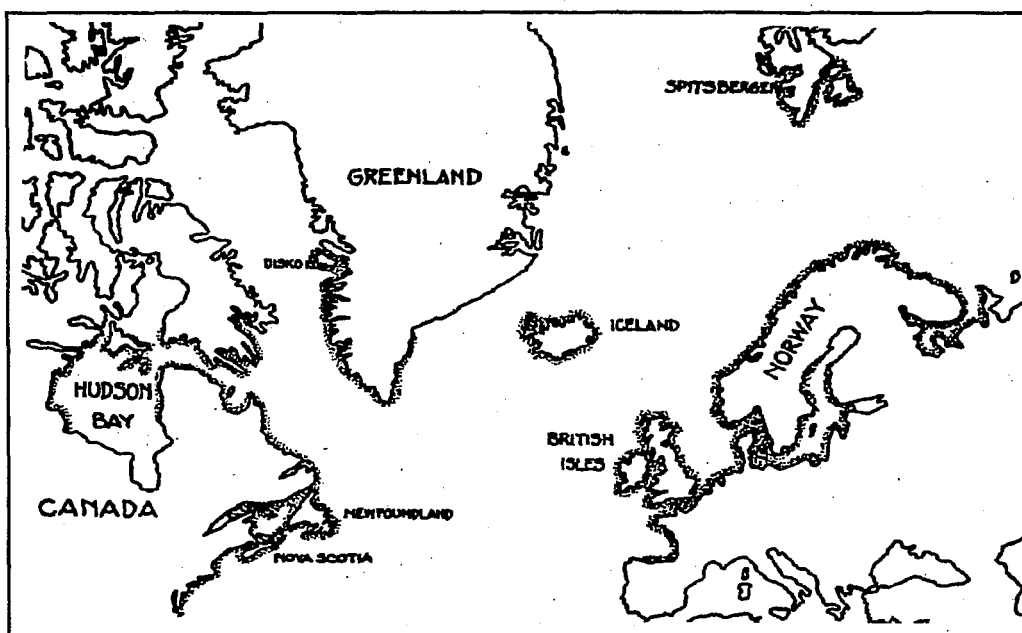 SPITSBERGEN
GREENLAND
DISKO
D
ICELAND
NORWAY
HUDSON
BAY
BRITISH
ISLES
CANADA
NEWFOUNDLAND
NOVA SCOTIA